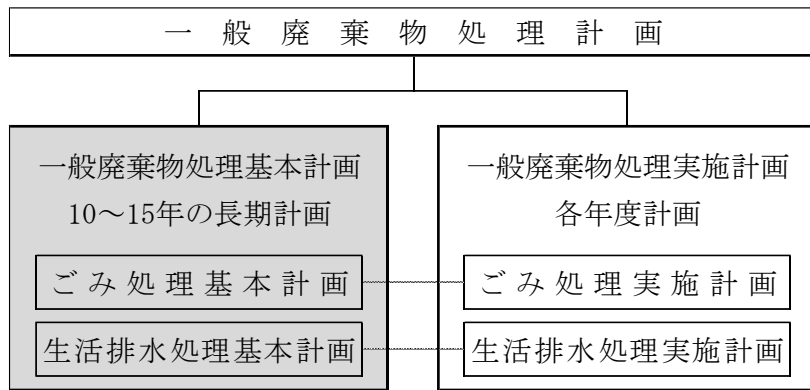 一般廃棄物処理計画
一般廃棄物処理基本計画
10～15年の長期計画
ごみ処理基本計画
生活排水処理基本計画
一般廃棄物処理実施計画
各年度計画
ごみ処理実施計画
生活排水処理実施計画